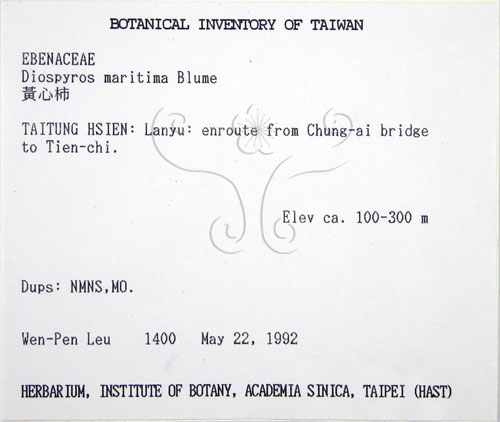 BOTANICAL INVENTORY OF TAIWAN
EBENACEAE
Diospyros maritima Blume
黃心柿
TAITUNG HSIEN: Lanyu: enroute from Chung-ai bridge
to Tien-chi.
Elev ca. 100-300 m
Dups: NMNS,MO.
Wen-Pen Leu 1400 May 22, 1992
HERBARIUM, INSTITUTE OF BOTANY, ACADEMIA SINICA, TAIPEI (HAST)